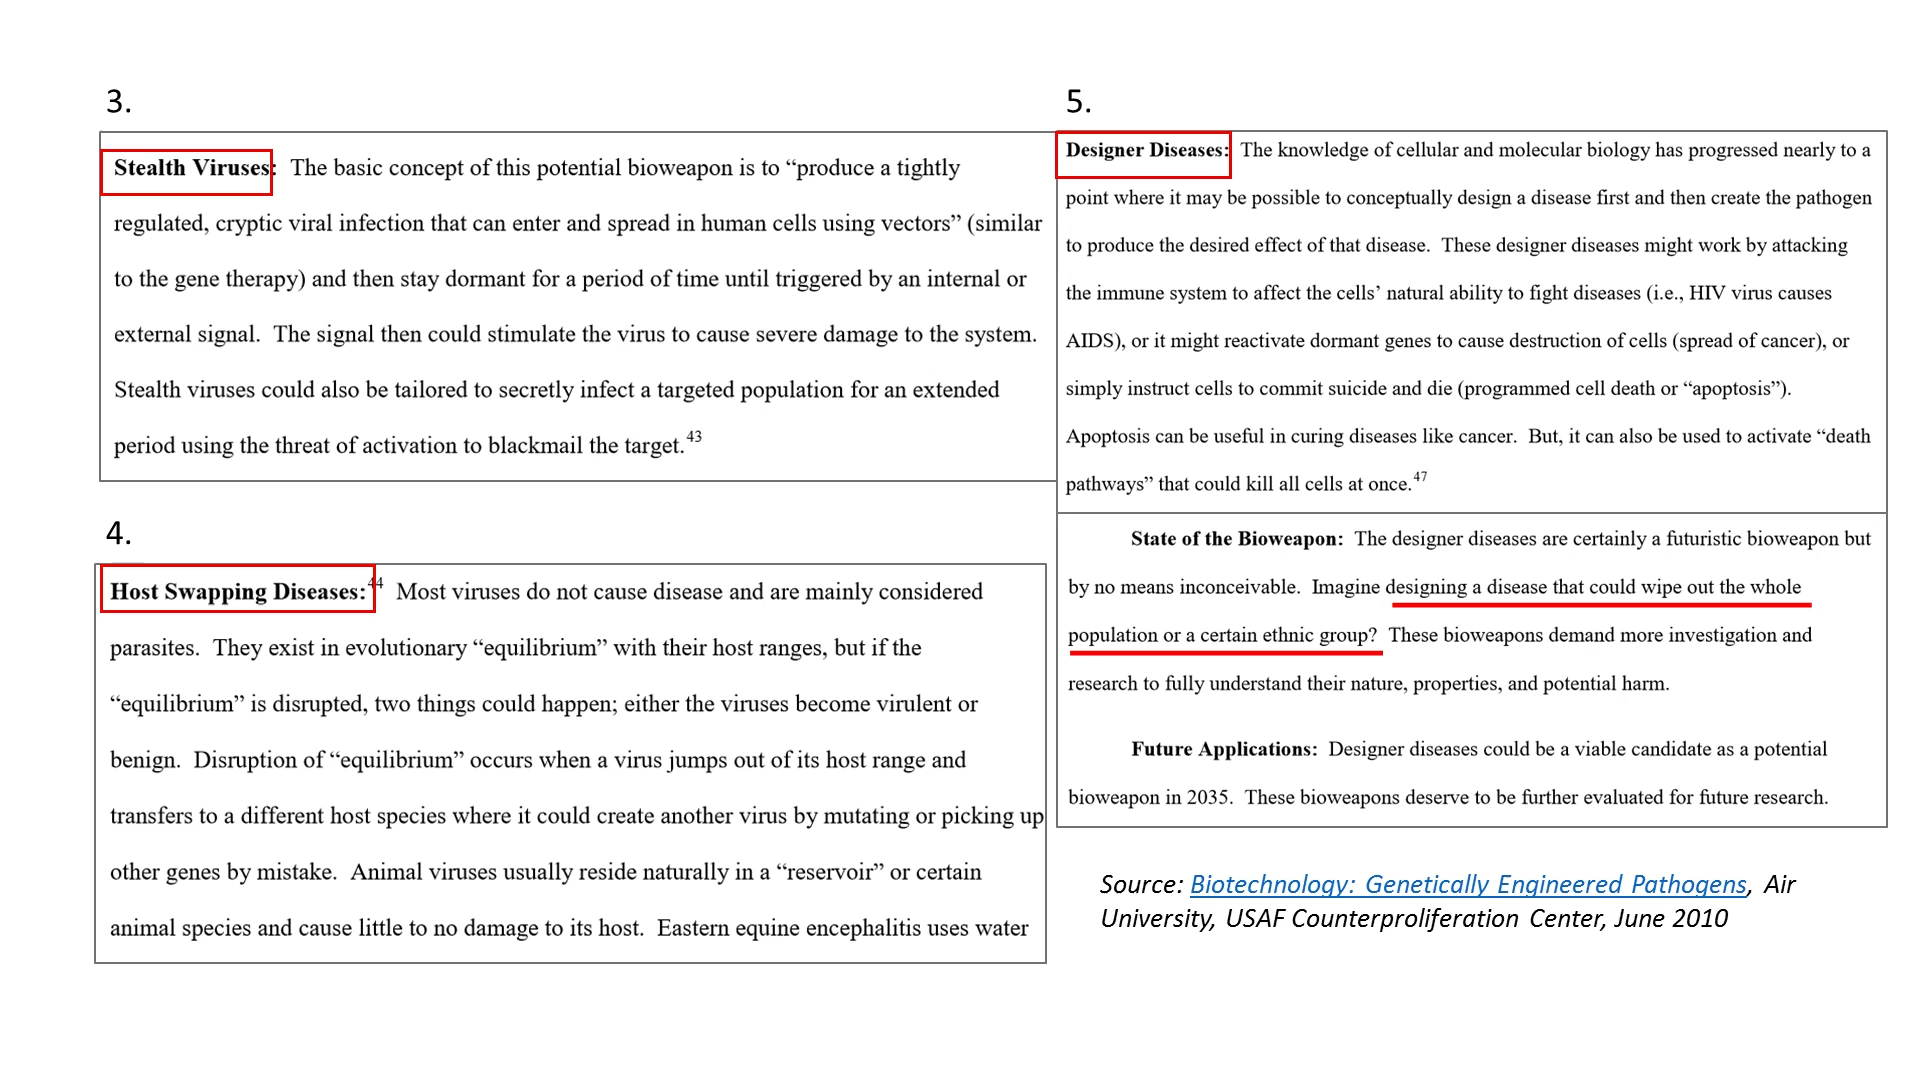 3.
Stealth Viruses: The basic concept of this potential bioweapon is to “produce a tightly
regulated, cryptic viral infection that can enter and spread in human cells using vectors” (similar
to the gene therapy) and then stay dormant for a period of time until triggered by an internal or
external signal. The signal then could stimulate the virus to cause severe damage to the system.
Stealth viruses could also be tailored to secretly infect a targeted population for an extended
period using the threat of activation to blackmail the target.43
4.
Host Swapping Diseases:44 Most viruses do not cause disease and are mainly considered
parasites. They exist in evolutionary “equilibrium” with their host ranges, but if the
“equilibrium” is disrupted, two things could happen; either the viruses become virulent or
benign. Disruption of “equilibrium” occurs when a virus jumps out of its host range and
transfers to a different host species where it could create another virus by mutating or picking up
other genes by mistake. Animal viruses usually reside naturally in a “reservoir” or certain
animal species and cause little to no damage to its host. Eastern equine encephalitis uses water
5.
Designer Diseases: The knowledge of cellular and molecular biology has progressed nearly to a
point where it may be possible to conceptually design a disease first and then create the pathogen
to produce the desired effect of that disease. These designer diseases might work by attacking
the immune system to affect the cells’ natural ability to fight diseases (i.e., HIV virus causes
AIDS), or it might reactivate dormant genes to cause destruction of cells (spread of cancer), or
simply instruct cells to commit suicide and die (programmed cell death or “apoptosis”).
Apoptosis can be useful in curing diseases like cancer. But, it can also be used to activate “death
pathways” that could kill all cells at once.47
State of the Bioweapon: The designer diseases are certainly a futuristic bioweapon but
by no means inconceivable. Imagine designing a disease that could wipe out the whole
population or a certain ethnic group? These bioweapons demand more investigation and
research to fully understand their nature, properties, and potential harm.
Future Applications: Designer diseases could be a viable candidate as a potential
bioweapon in 2035. These bioweapons deserve to be further evaluated for future research.
Source: Biotechnology: Genetically Engineered Pathogens, Air
University, USAF Counterproliferation Center, June 2010